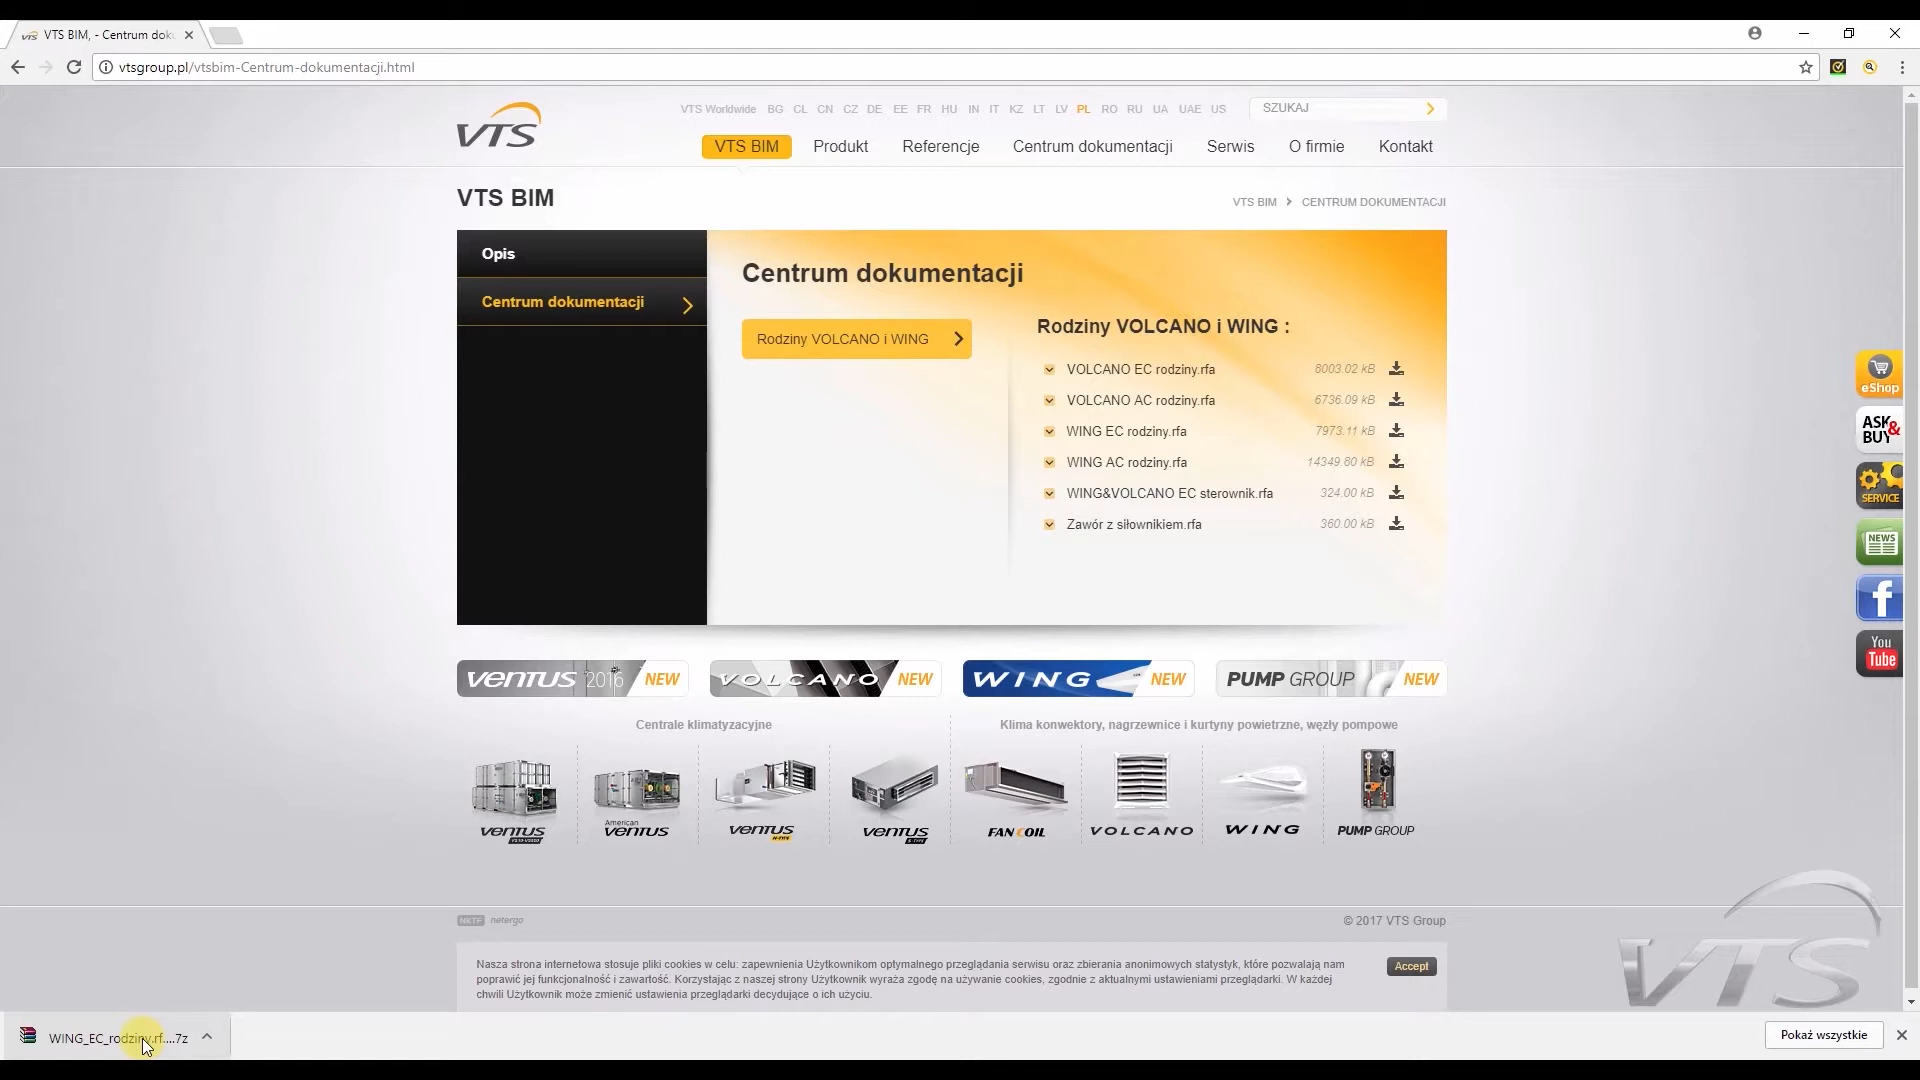 VTS BIM, - Centrum dok
vtsgroup.pl/vtsbim-Centrum-dokumentacji.html
VTS
VTS Worldwide BG CL CN CZ DE EE FR HU IN IT KZ LT LV PL RO RU UA UAE US
SZUKAJ
VTS BIM Produkt Referencje Centrum dokumentacji Serwis O firmie Kontakt
VTS BIM
VTS BIM > CENTRUM DOKUMENTACJI
Opis
Centrum dokumentacji
Centrum dokumentacji
Rodziny VOLCANO i WING
Rodziny VOLCANO i WING :
VOLCANO EC rodziny.rfa 8003.02 kB
VOLCANO AC rodziny.rfa 6736.09 kB
WING EC rodziny.rfa 7973.11 kB
WING AC rodziny.rfa 14349.80 kB
WING&VOLCANO EC sterownik.rfa 324.00 kB
Zawór z siłownikiem.rfa 360.00 kB
eShop
ASK &
BUY
SERVICE
NEWS
You
Tube
VENTUS 2016 NEW
VOLCANO NEW
WING NEW
PUMP GROUP NEW
Centrale klimatyzacyjne
Klima konwektory, nagrzewnice i kurtyny powietrzne, węzły pompowe
VENTUS
American
VENTUS
VENTUS
VENTUS
FAN COIL
VOLCANO
WING
PUMP GROUP
NKTF netergo
© 2017 VTS Group
Nasza strona internetowa stosuje pliki cookies w celu: zapewnienia Użytkownikom optymalnego przeglądania serwisu oraz zbierania anonimowych statystyk, które pozwalają nam
poprawić jej funkcjonalność i zawartość. Korzystając z naszej strony Użytkownik wyraża zgodę na używanie cookies, zgodnie z aktualnymi ustawieniami przeglądarki. W każdej
chwili Użytkownik może zmienić ustawienia przeglądarki decydujące o ich użyciu.
Accept
VTS
WING_EC_rodziny.rf....7z
Pokaż wszystkie